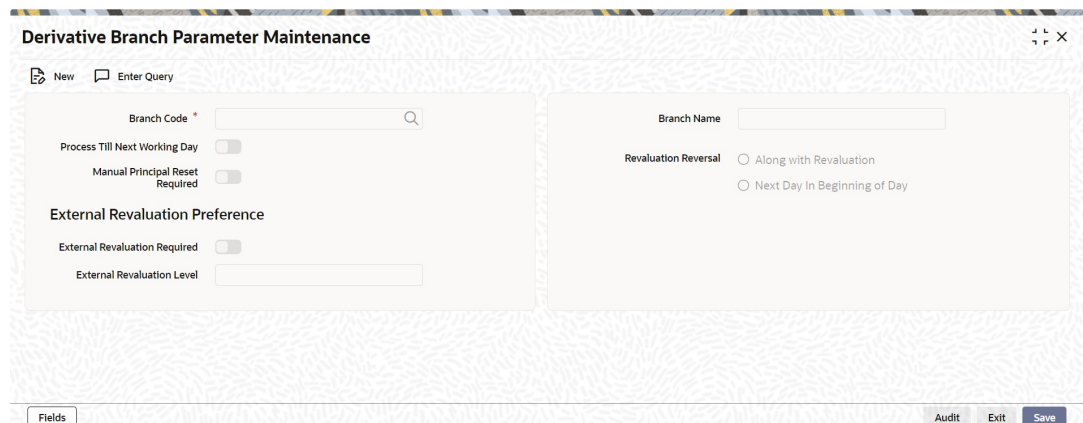 Derivative Branch Parameter Maintenance
New Enter Query
Branch Code *
Process Till Next Working Day
Manual Principal Reset
Required
External Revaluation Preference
External Revaluation Required
External Revaluation Level
Branch Name
Revaluation Reversal Along with Revaluation
Next Day In Beginning of Day
Fields Audit Exit Save